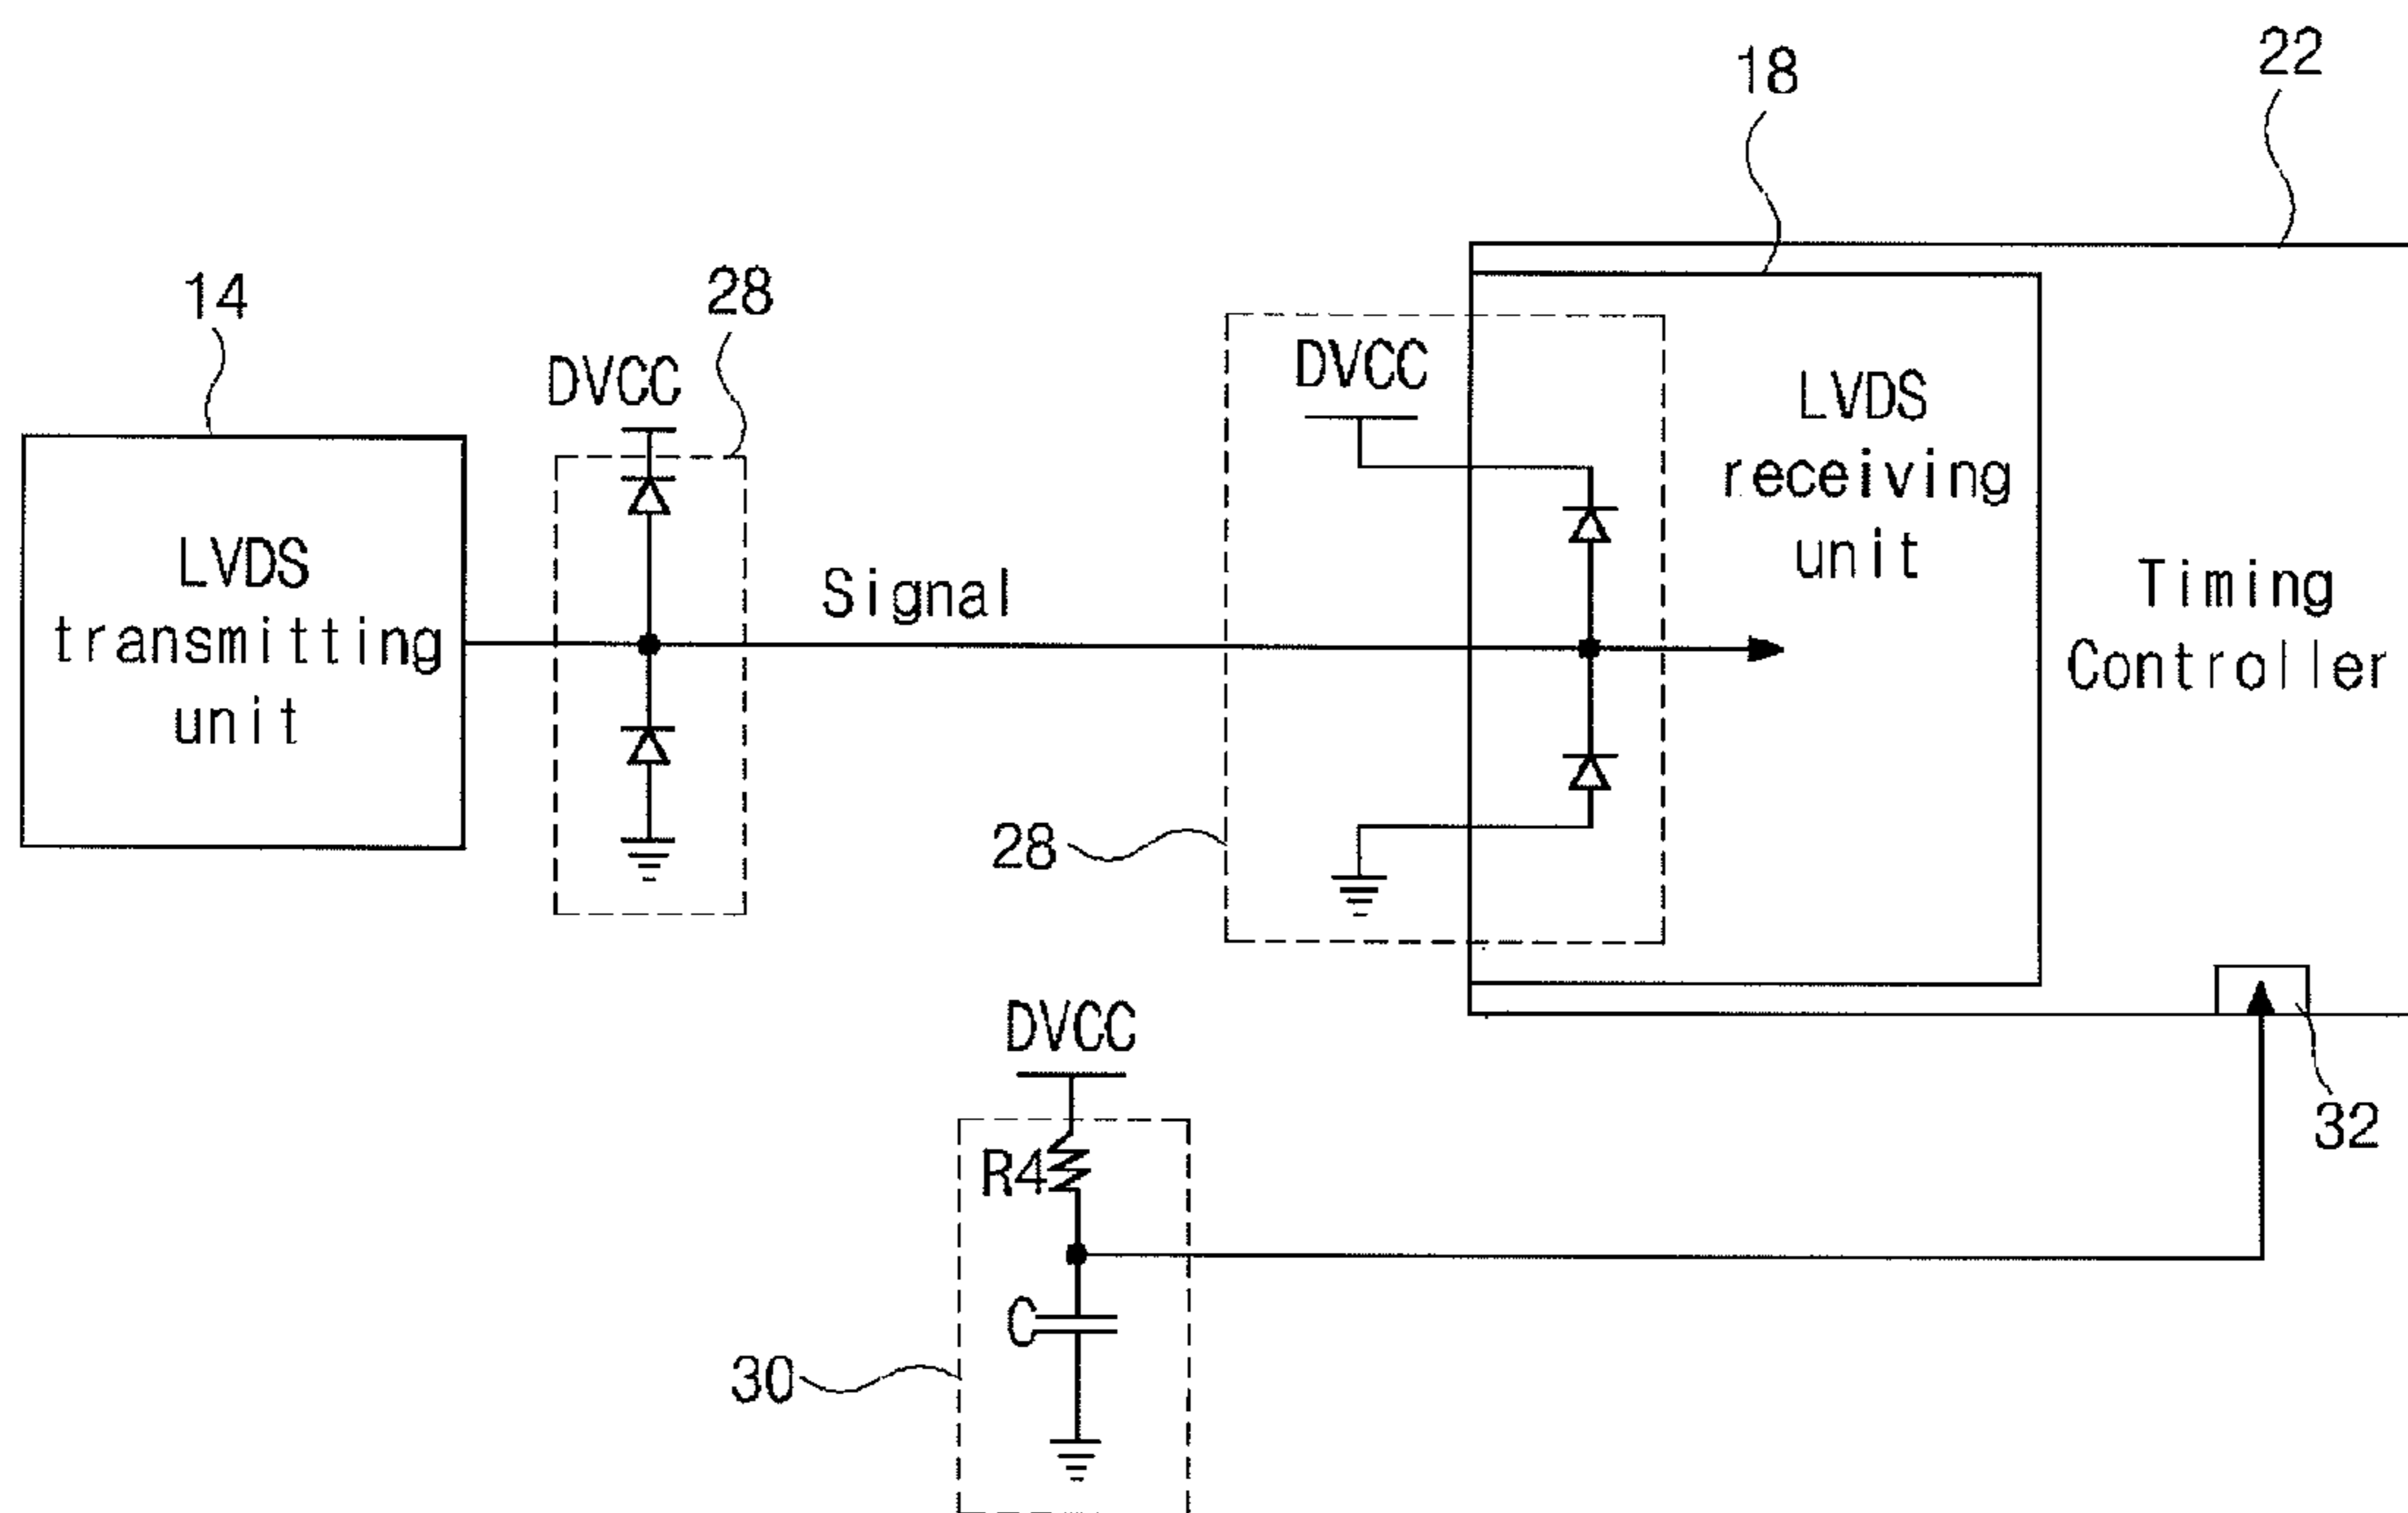 22
18
14
28
DVCC
DVCC
LVDS
receiving
unit
LVDS
transmitting
unit
Signal
Timing
Controller
28
DVCC
32
R4
C
30